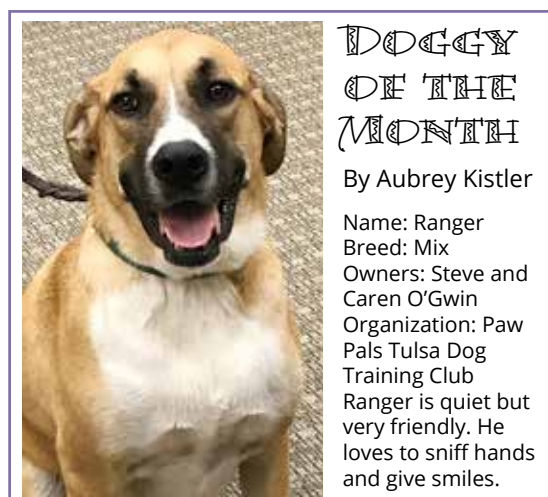 DOGGY
OF THE
MONTH
By Aubrey Kistler
Name: Ranger
Breed: Mix
Owners: Steve and
Caren O’Gwin
Organization: Paw
Pals Tulsa Dog
Training Club
Ranger is quiet but
very friendly. He
loves to sniff hands
and give smiles.